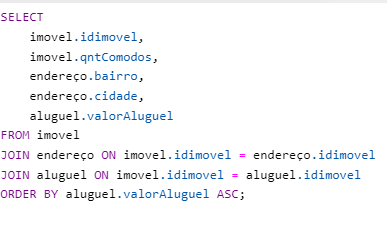 SELECT
imovel.idimovel,
imovel.qntComodos,
endereço.bairro,
endereço.cidade,
aluguel.valorAluguel
FROM imovel
JOIN endereço ON imovel.idimovel = endereço.idimovel
JOIN aluguel ON imovel.idimovel = aluguel.idimovel
ORDER BY aluguel.valorAluguel ASC;